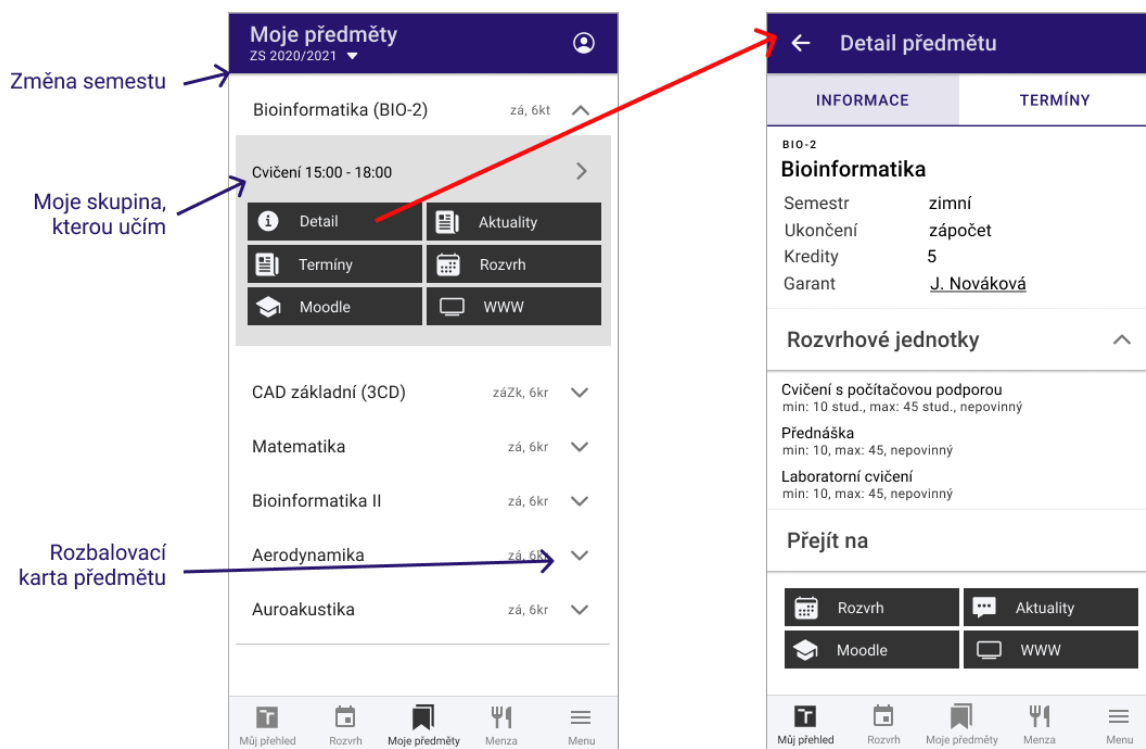 Změna semestu
Moje skupina,
kterou učím
Rozbalovací
karta předmětu
Moje předměty
ZS 2020/2021
Bioinformatika (BIO-2) zá, 6kt
Cvičení 15:00 - 18:00
Detail Aktuality
Termíny Rozvrh
Moodle WWW
CAD základní (3CD) záZk, 6kr
Matematika zá, 6kr
Bioinformatika II zá, 6kr
Aerodynamika zá, 6kr
Auroakustika zá, 6kr
Můj přehled Rozvrh Moje předměty Menza Menu
Detail předmětu
INFORMACE TERMÍNY
BIO-2
Bioinformatika
Semestr zimní
Ukončení zápočet
Kredity 5
Garant J. Nováková
Rozvrhové jednotky
Cvičení s počítačovou podporou
min: 10 stud., max: 45 stud., nepovinný
Přednáška
min: 10, max: 45, nepovinný
Laboratorní cvičení
min: 10, max: 45, nepovinný
Přejít na
Rozvrh Aktuality
Moodle WWW
Můj přehled Rozvrh Moje předměty Menza Menu